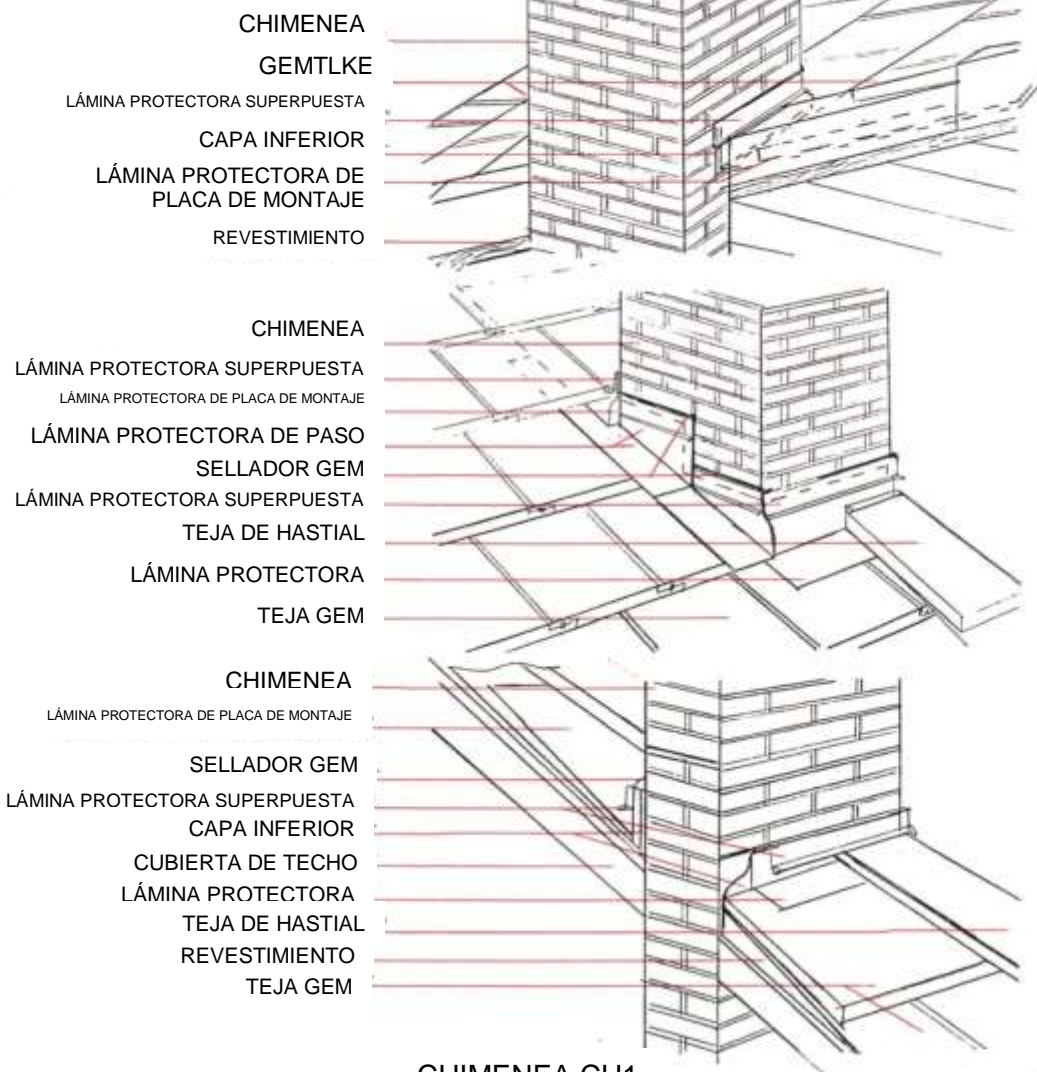 CHIMENEA
GEMTLKE
LÁMINA PROTECTORA SUPERPUESTA
CAPA INFERIOR
LÁMINA PROTECTORA DE
PLACA DE MONTAJE
REVESTIMIENTO
CHIMENEA
LÁMINA PROTECTORA SUPERPUESTA
LÁMINA PROTECTORA DE PLACA DE MONTAJE
LÁMINA PROTECTORA DE PASO
SELLADOR GEM
LÁMINA PROTECTORA SUPERPUESTA
TEJA DE HASTIAL
LÁMINA PROTECTORA
TEJA GEM
CHIMENEA
LÁMINA PROTECTORA DE PLACA DE MONTAJE
SELLADOR GEM
LÁMINA PROTECTORA SUPERPUESTA
CAPA INFERIOR
CUBIERTA DE TECHO
LÁMINA PROTECTORA
TEJA DE HASTIAL
REVESTIMIENTO
TEJA GEM
CHIMENEA CH1